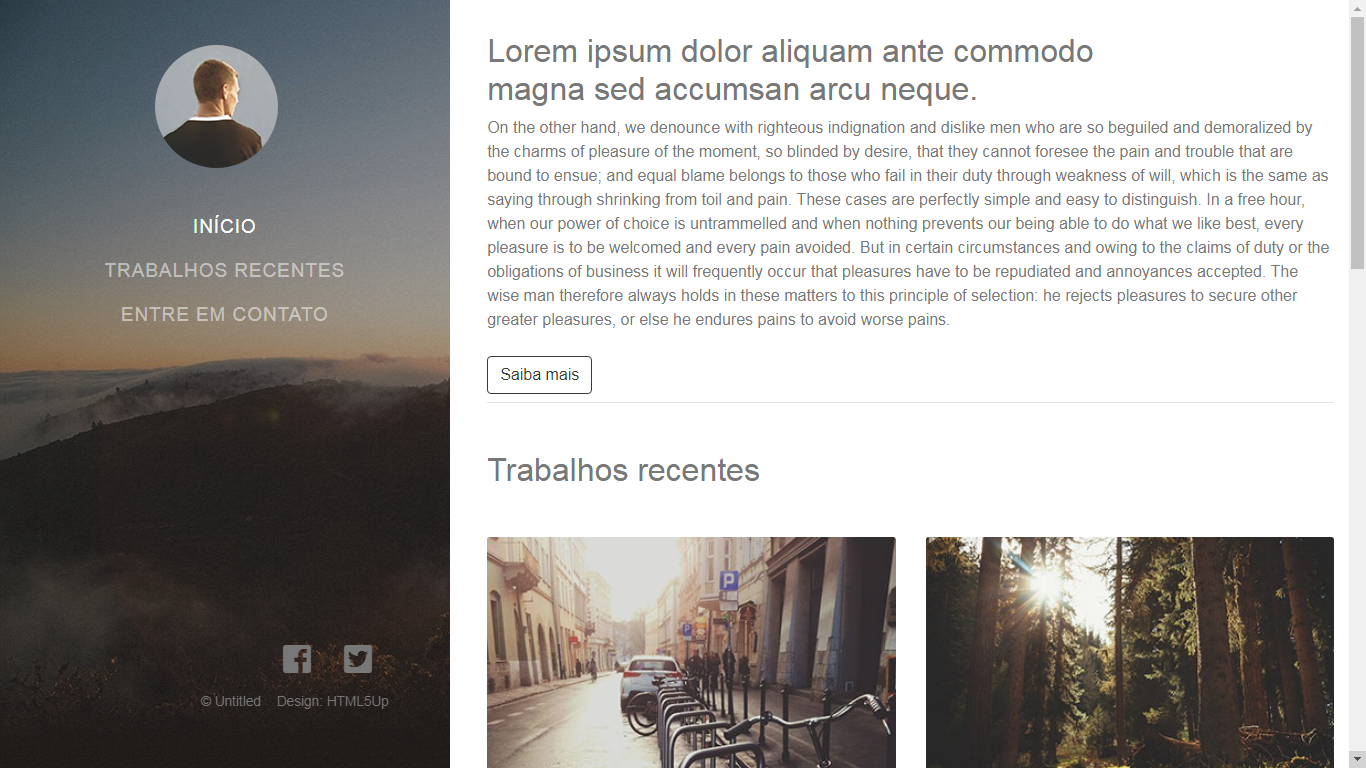 INÍCIO
TRABALHOS RECENTES
ENTRE EM CONTATO
© Untitled Design: HTML5Up
Lorem ipsum dolor aliquam ante commodo
magna sed accumsan arcu neque.
On the other hand, we denounce with righteous indignation and dislike men who are so beguiled and demoralized by
the charms of pleasure of the moment, so blinded by desire, that they cannot foresee the pain and trouble that are
bound to ensue; and equal blame belongs to those who fail in their duty through weakness of will, which is the same as
saying through shrinking from toil and pain. These cases are perfectly simple and easy to distinguish. In a free hour,
when our power of choice is untrammelled and when nothing prevents our being able to do what we like best, every
pleasure is to be welcomed and every pain avoided. But in certain circumstances and owing to the claims of duty or the
obligations of business it will frequently occur that pleasures have to be repudiated and annoyances accepted. The
wise man therefore always holds in these matters to this principle of selection: he rejects pleasures to secure other
greater pleasures, or else he endures pains to avoid worse pains.
Saiba mais
Trabalhos recentes
P
P